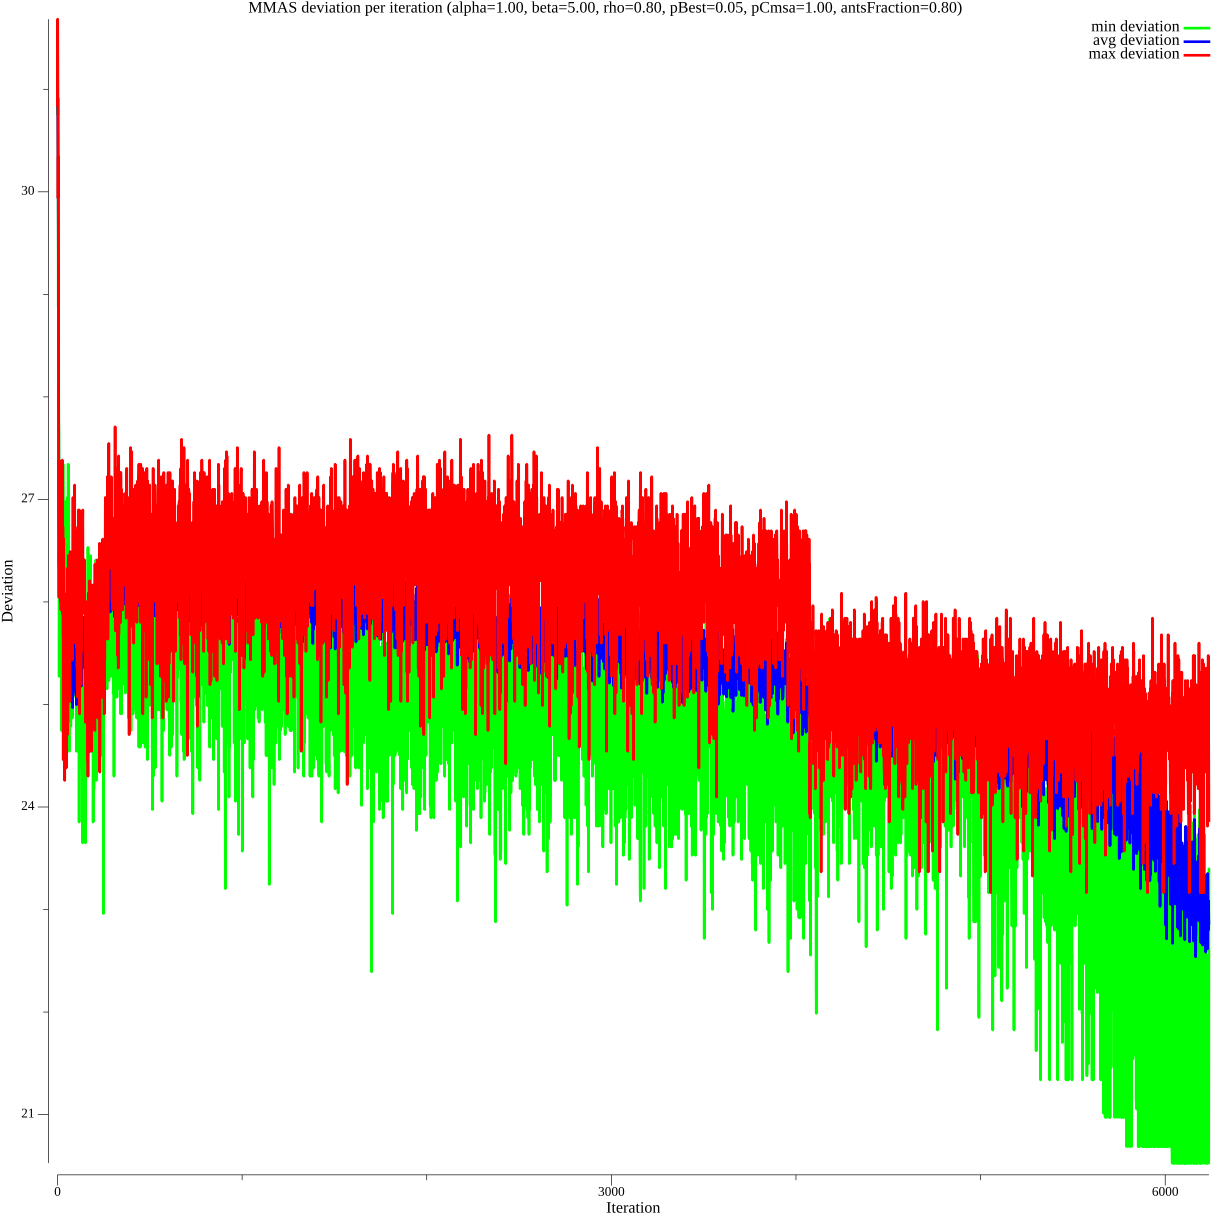 MMAS deviation per iteration (alpha=1.00, beta=5.00, rho=0.80, pBest=0.05, pCmsa=1.00, antsFraction=0.80)
min deviation
avg deviation
max deviation
30
27
24
21
Deviation
0
3000
6000
Iteration